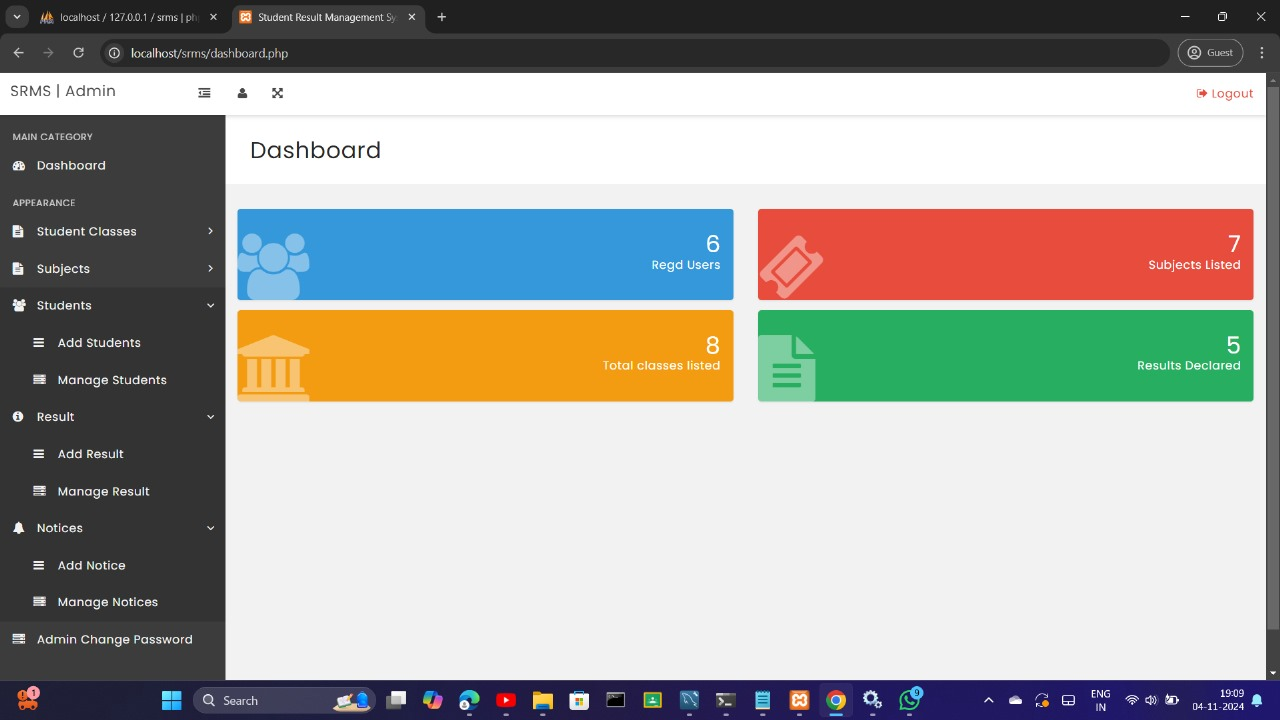 localhost / 127.0.0.1 / srms | ph
Student Result Management Sy
localhost/srms/dashboard.php
Guest
SRMS | Admin
Logout
MAIN CATEGORY
Dashboard
APPEARANCE
Student Classes
Subjects
Students
Add Students
Manage Students
Result
Add Result
Manage Result
Notices
Add Notice
Manage Notices
Admin Change Password
Dashboard
6
Regd Users
7
Subjects Listed
8
Total classes listed
5
Results Declared
1
Search
9
ENG
IN
19:09
04-11-2024